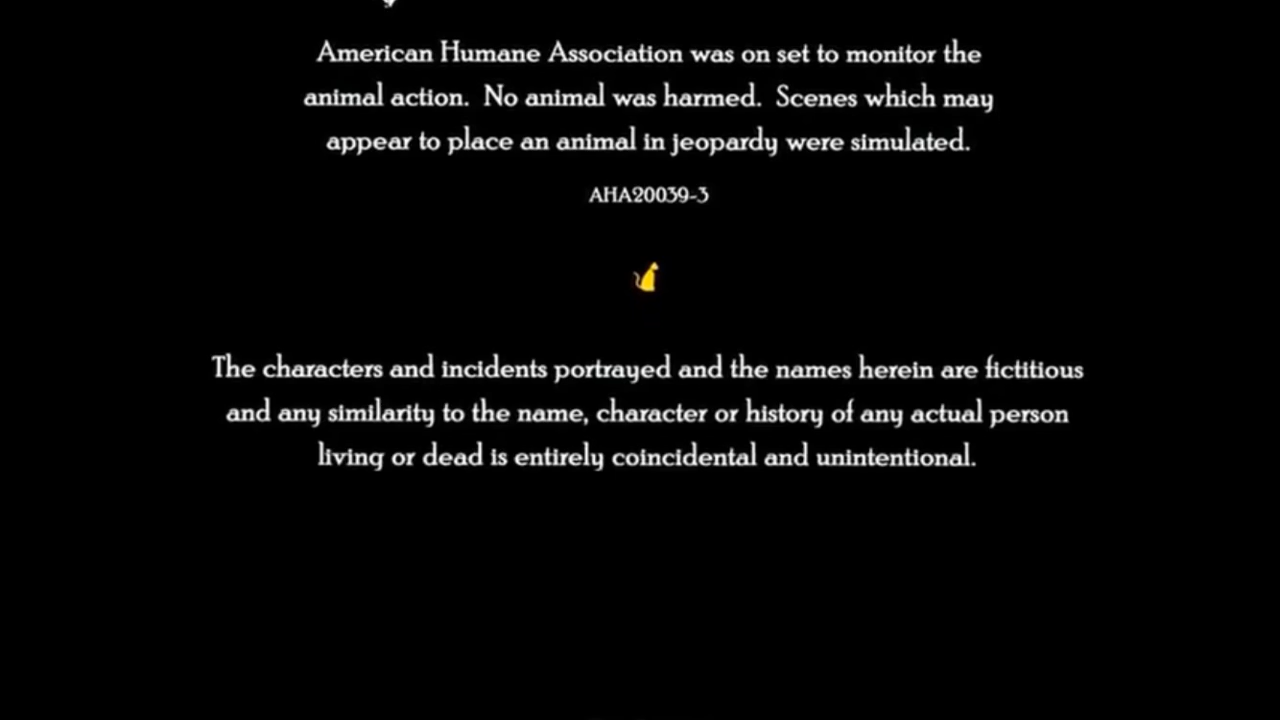 American Humane Association was on set to monitor the
animal action. No animal was harmed. Scenes which may
appear to place an animal in jeopardy were simulated.
AHA20039-3
The characters and incidents portrayed and the names herein are fictitious
and any similarity to the name, character or history of any actual person
living or dead is entirely coincidental and unintentional.